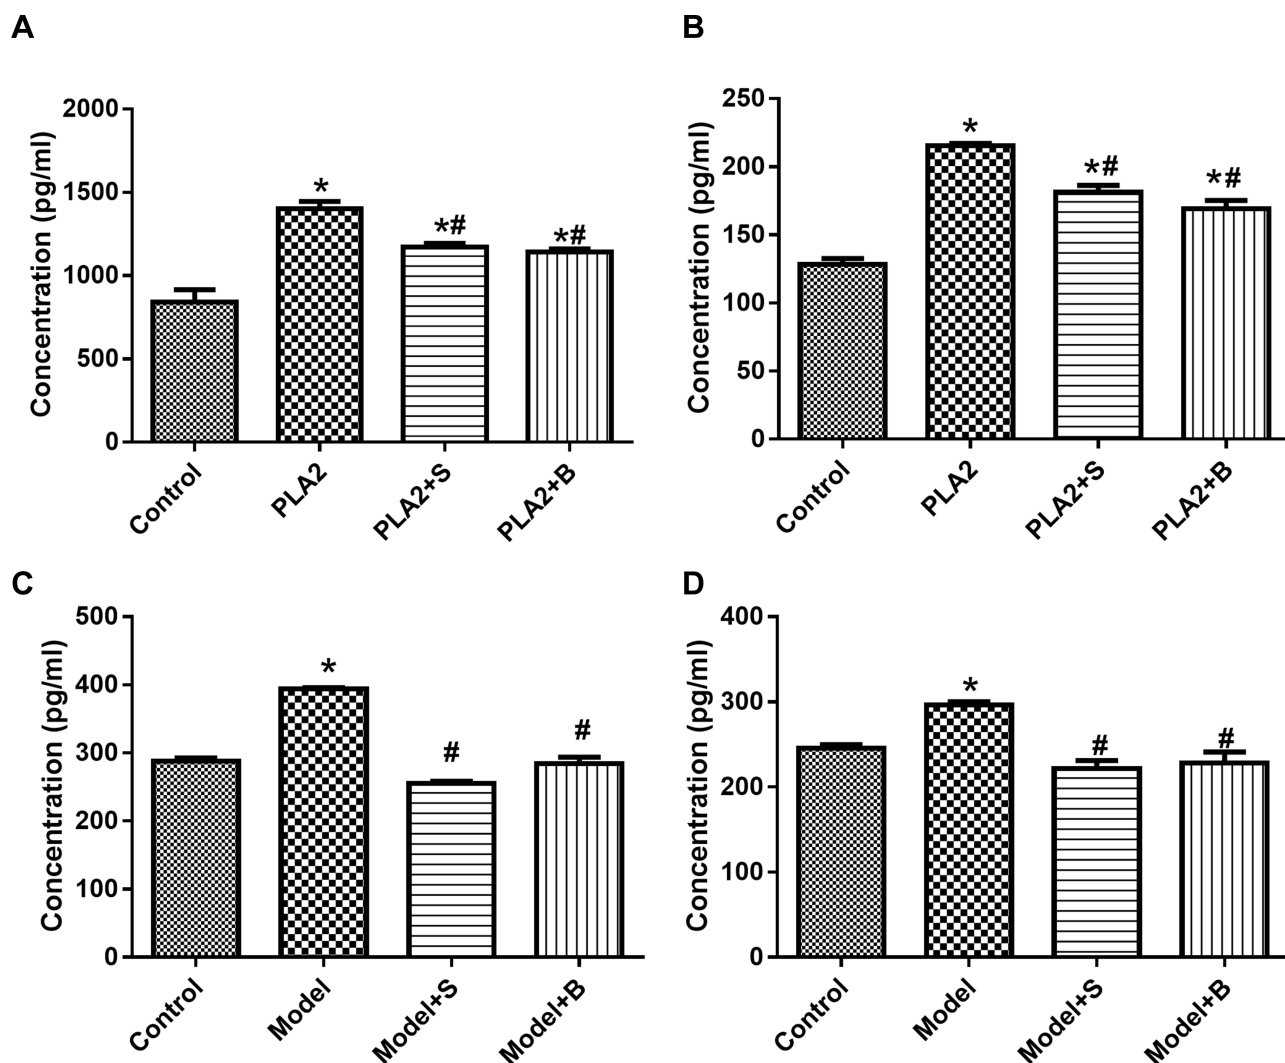 A
Concentration (pg/ml)
2000
1500
1000
500
0
*
*#
*#
Control
PLA2
PLA2+S
PLA2+B
B
Concentration (pg/ml)
250
200
150
100
50
0
*
*#
*#
Control
PLA2
PLA2+S
PLA2+B
C
Concentration (pg/ml)
500
400
300
200
100
0
*
#
#
Control
Model
Model+S
Model+B
D
Concentration (pg/ml)
400
300
200
100
0
*
#
#
Control
Model
Model+S
Model+B